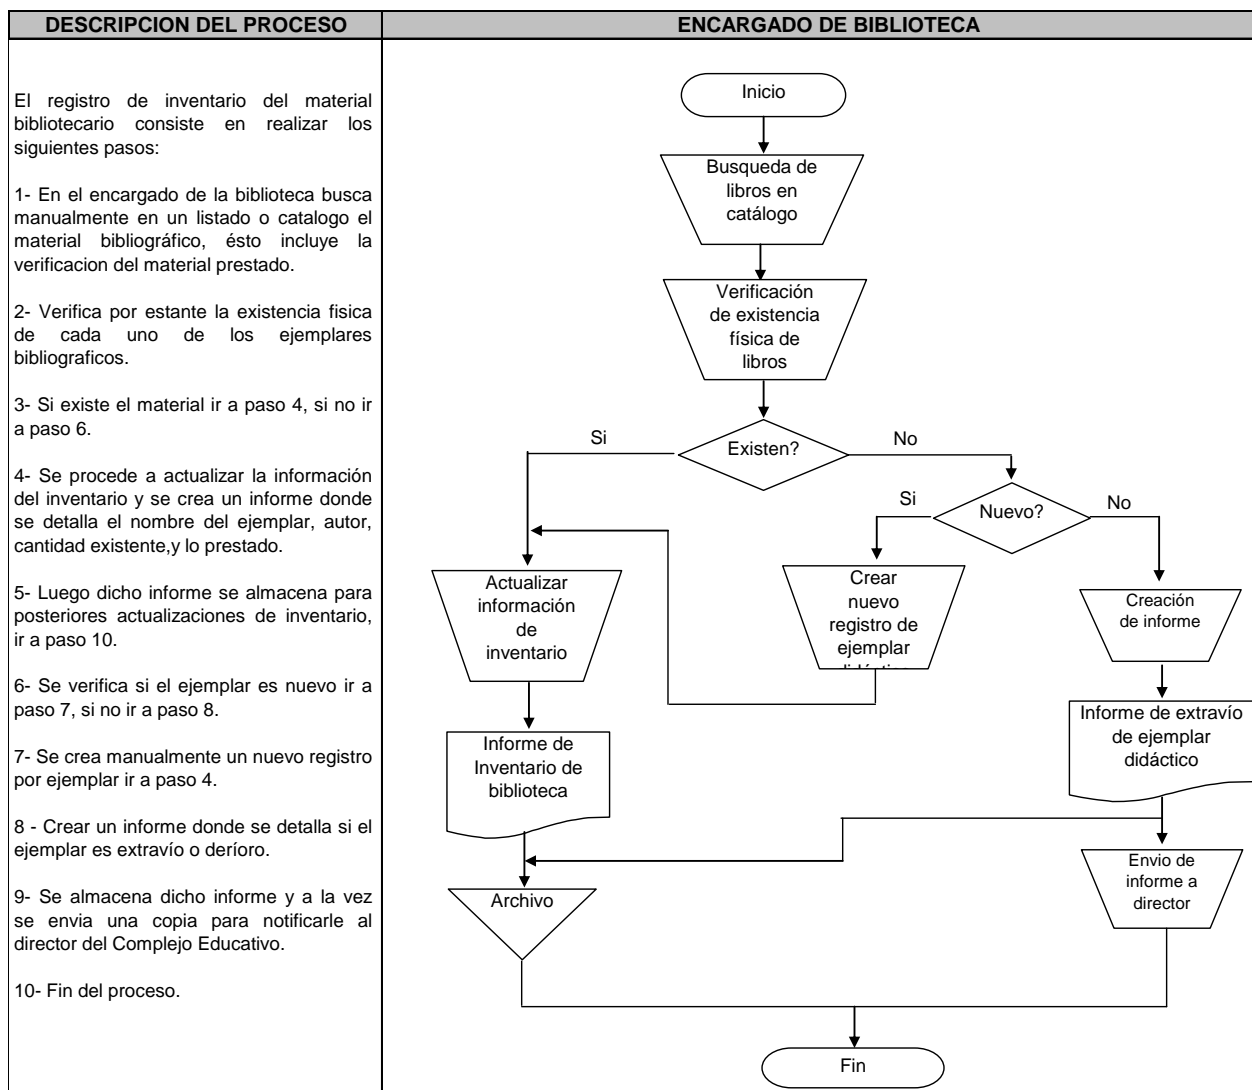 DESCRIPCION DEL PROCESO
ENCARGADO DE BIBLIOTECA
El registro de inventario del material
bibliotecario consiste en realizar los
siguientes pasos:
1- En el encargado de la biblioteca busca
manualmente en un listado o catalogo el
material bibliográfico, ésto incluye la
verificacion del material prestado.
2- Verifica por estante la existencia fisica
de cada uno de los ejemplares
bibliograficos.
3- Si existe el material ir a paso 4, si no ir
a paso 6.
4- Se procede a actualizar la información
del inventario y se crea un informe donde
se detalla el nombre del ejemplar, autor,
cantidad existente,y lo prestado.
5- Luego dicho informe se almacena para
posteriores actualizaciones de inventario,
ir a paso 10.
6- Se verifica si el ejemplar es nuevo ir a
paso 7, si no ir a paso 8.
7- Se crea manualmente un nuevo registro
por ejemplar ir a paso 4.
8 - Crear un informe donde se detalla si el
ejemplar es extravío o deríoro.
9- Se almacena dicho informe y a la vez
se envia una copia para notificarle al
director del Complejo Educativo.
10- Fin del proceso.
Inicio
Busqueda de
libros en
catálogo
Verificación
de existencia
física de
libros
Existen?
Si
No
Nuevo?
Si
No
Actualizar
información
de
inventario
Crear
nuevo
registro de
ejemplar
Creación
de informe
Informe de
Inventario de
biblioteca
Informe de extravío
de ejemplar
didáctico
Archivo
Envio de
informe a
director
Fin